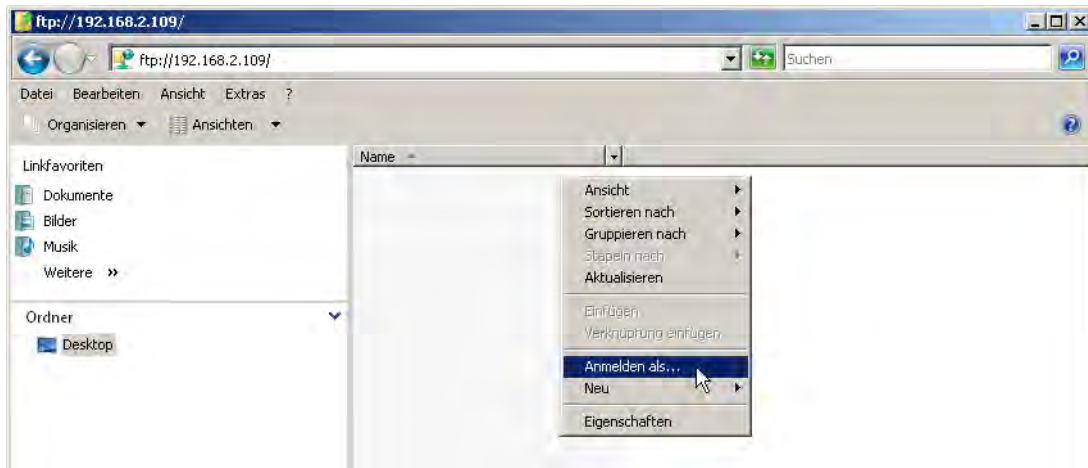 ftp://192.168.2.109/
ftp://192.168.2.109/ Suchen
Datei Bearbeiten Ansicht Extras ?
Organisieren Ansichten
Linkfavoriten
Dokumente
Bilder
Musik
Weitere »
Ordner
Desktop
Name
Ansicht
Sortieren nach
Gruppieren nach
Stapeln nach
Aktualisieren
Einfügen
Verknüpfung einfügen
Anmelden als...
Neu
Eigenschaften